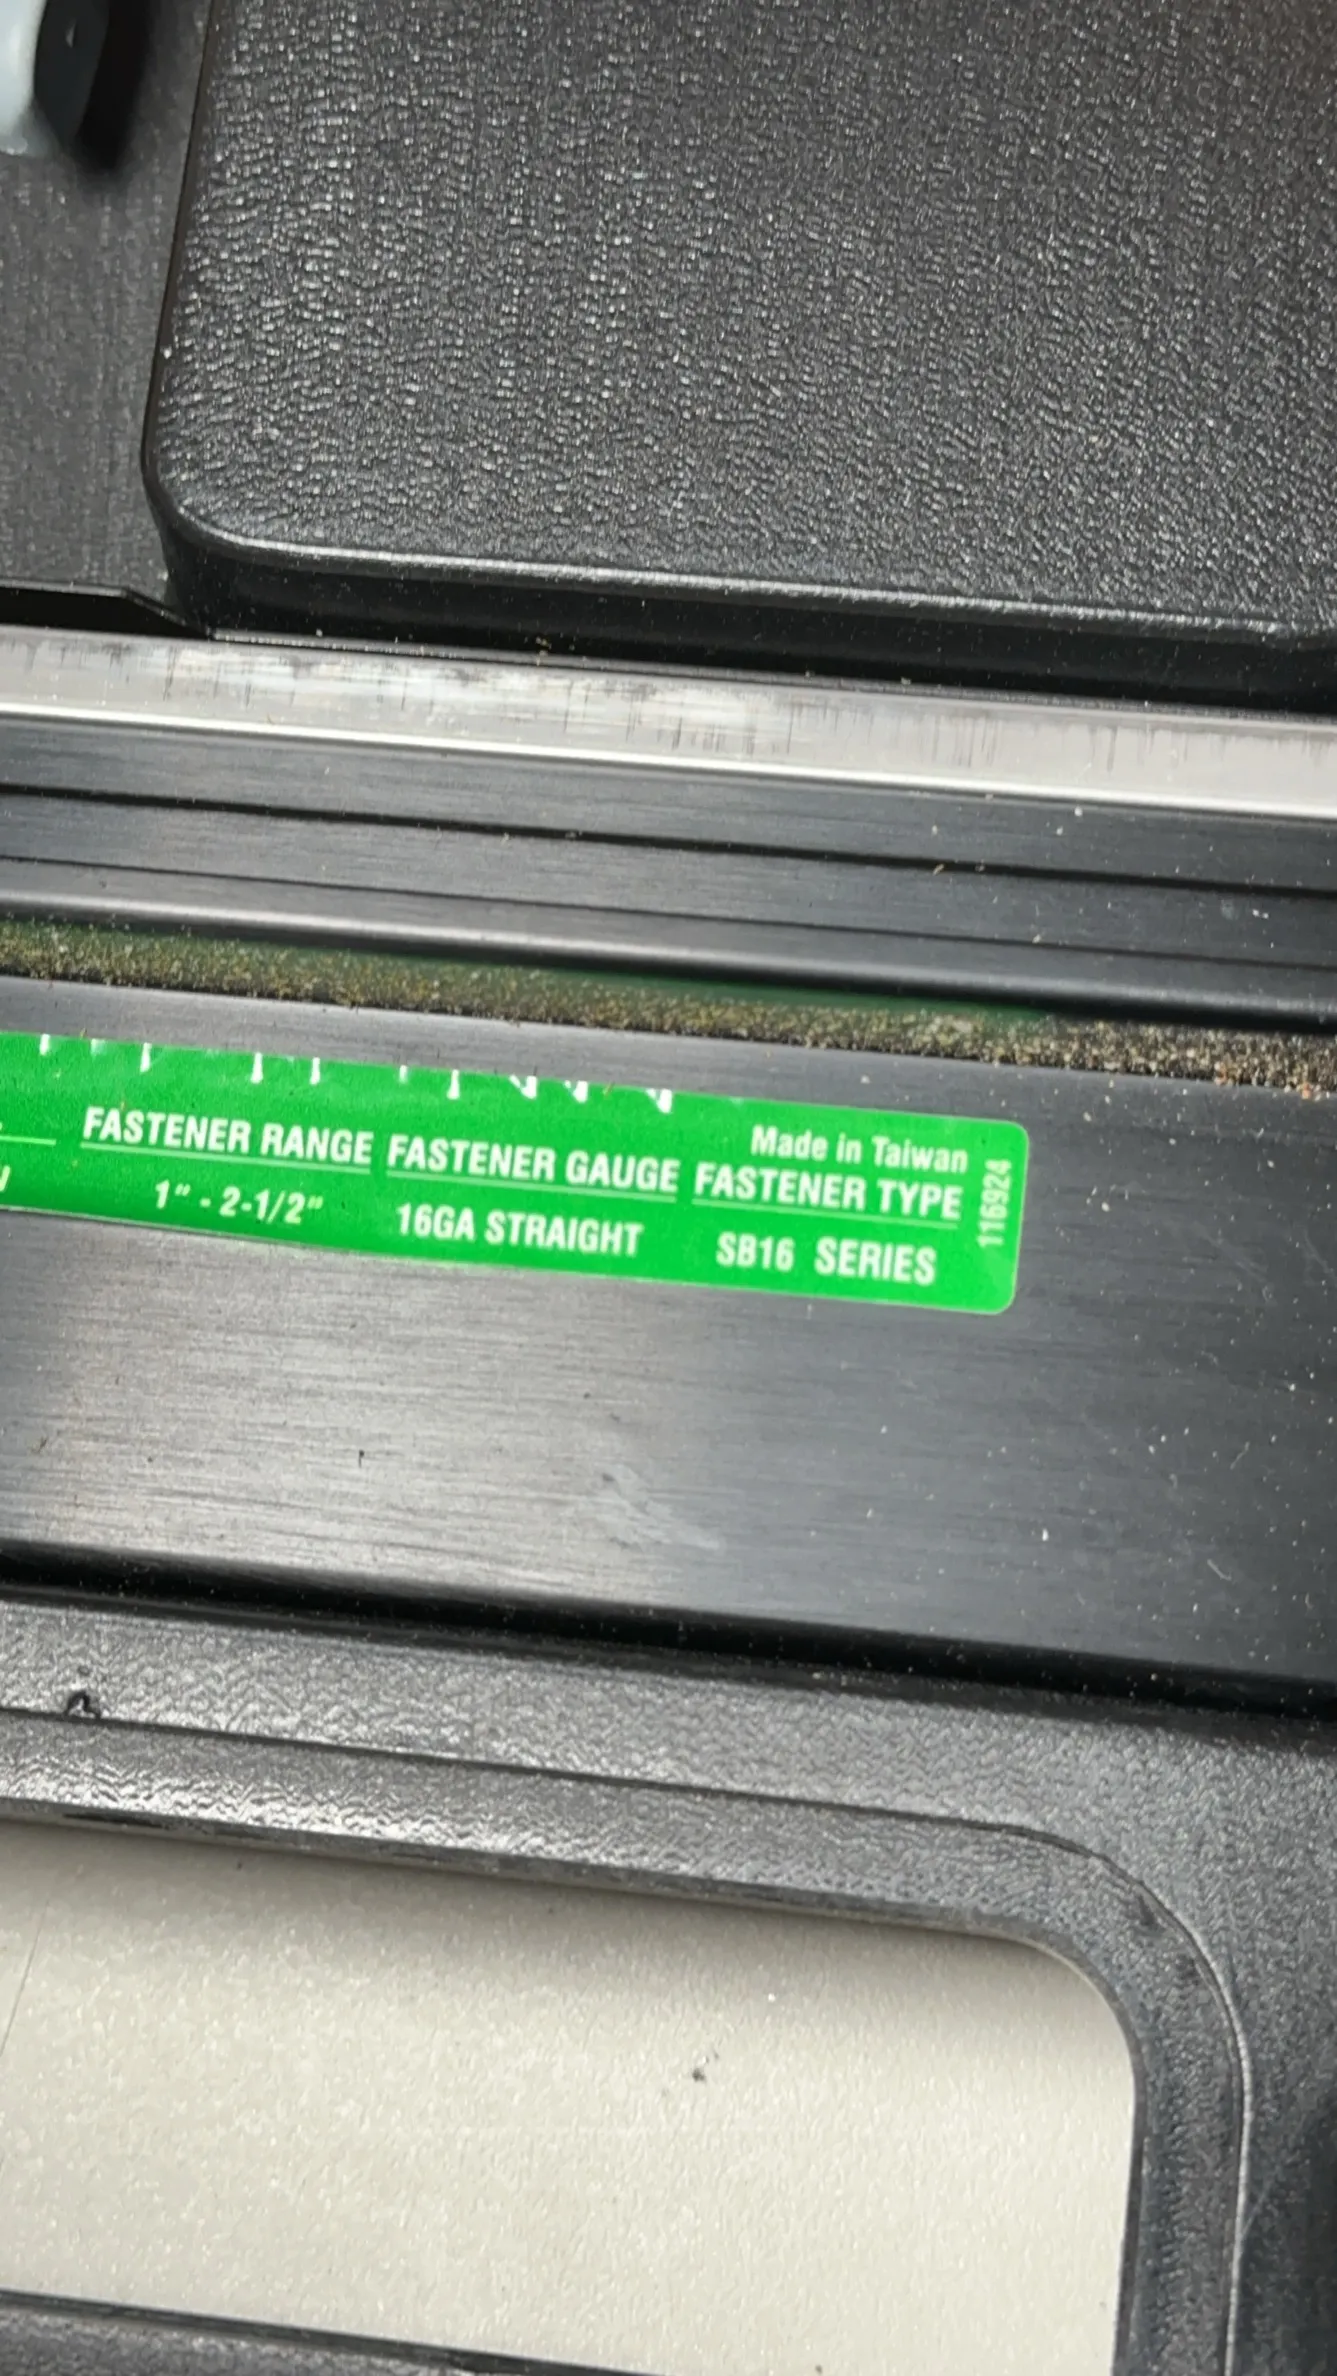 Made in Taiwan
FASTENER RANGE FASTENER GAUGE FASTENER TYPE
1" - 2-1/2" 16GA STRAIGHT SB16 SERIES
116924